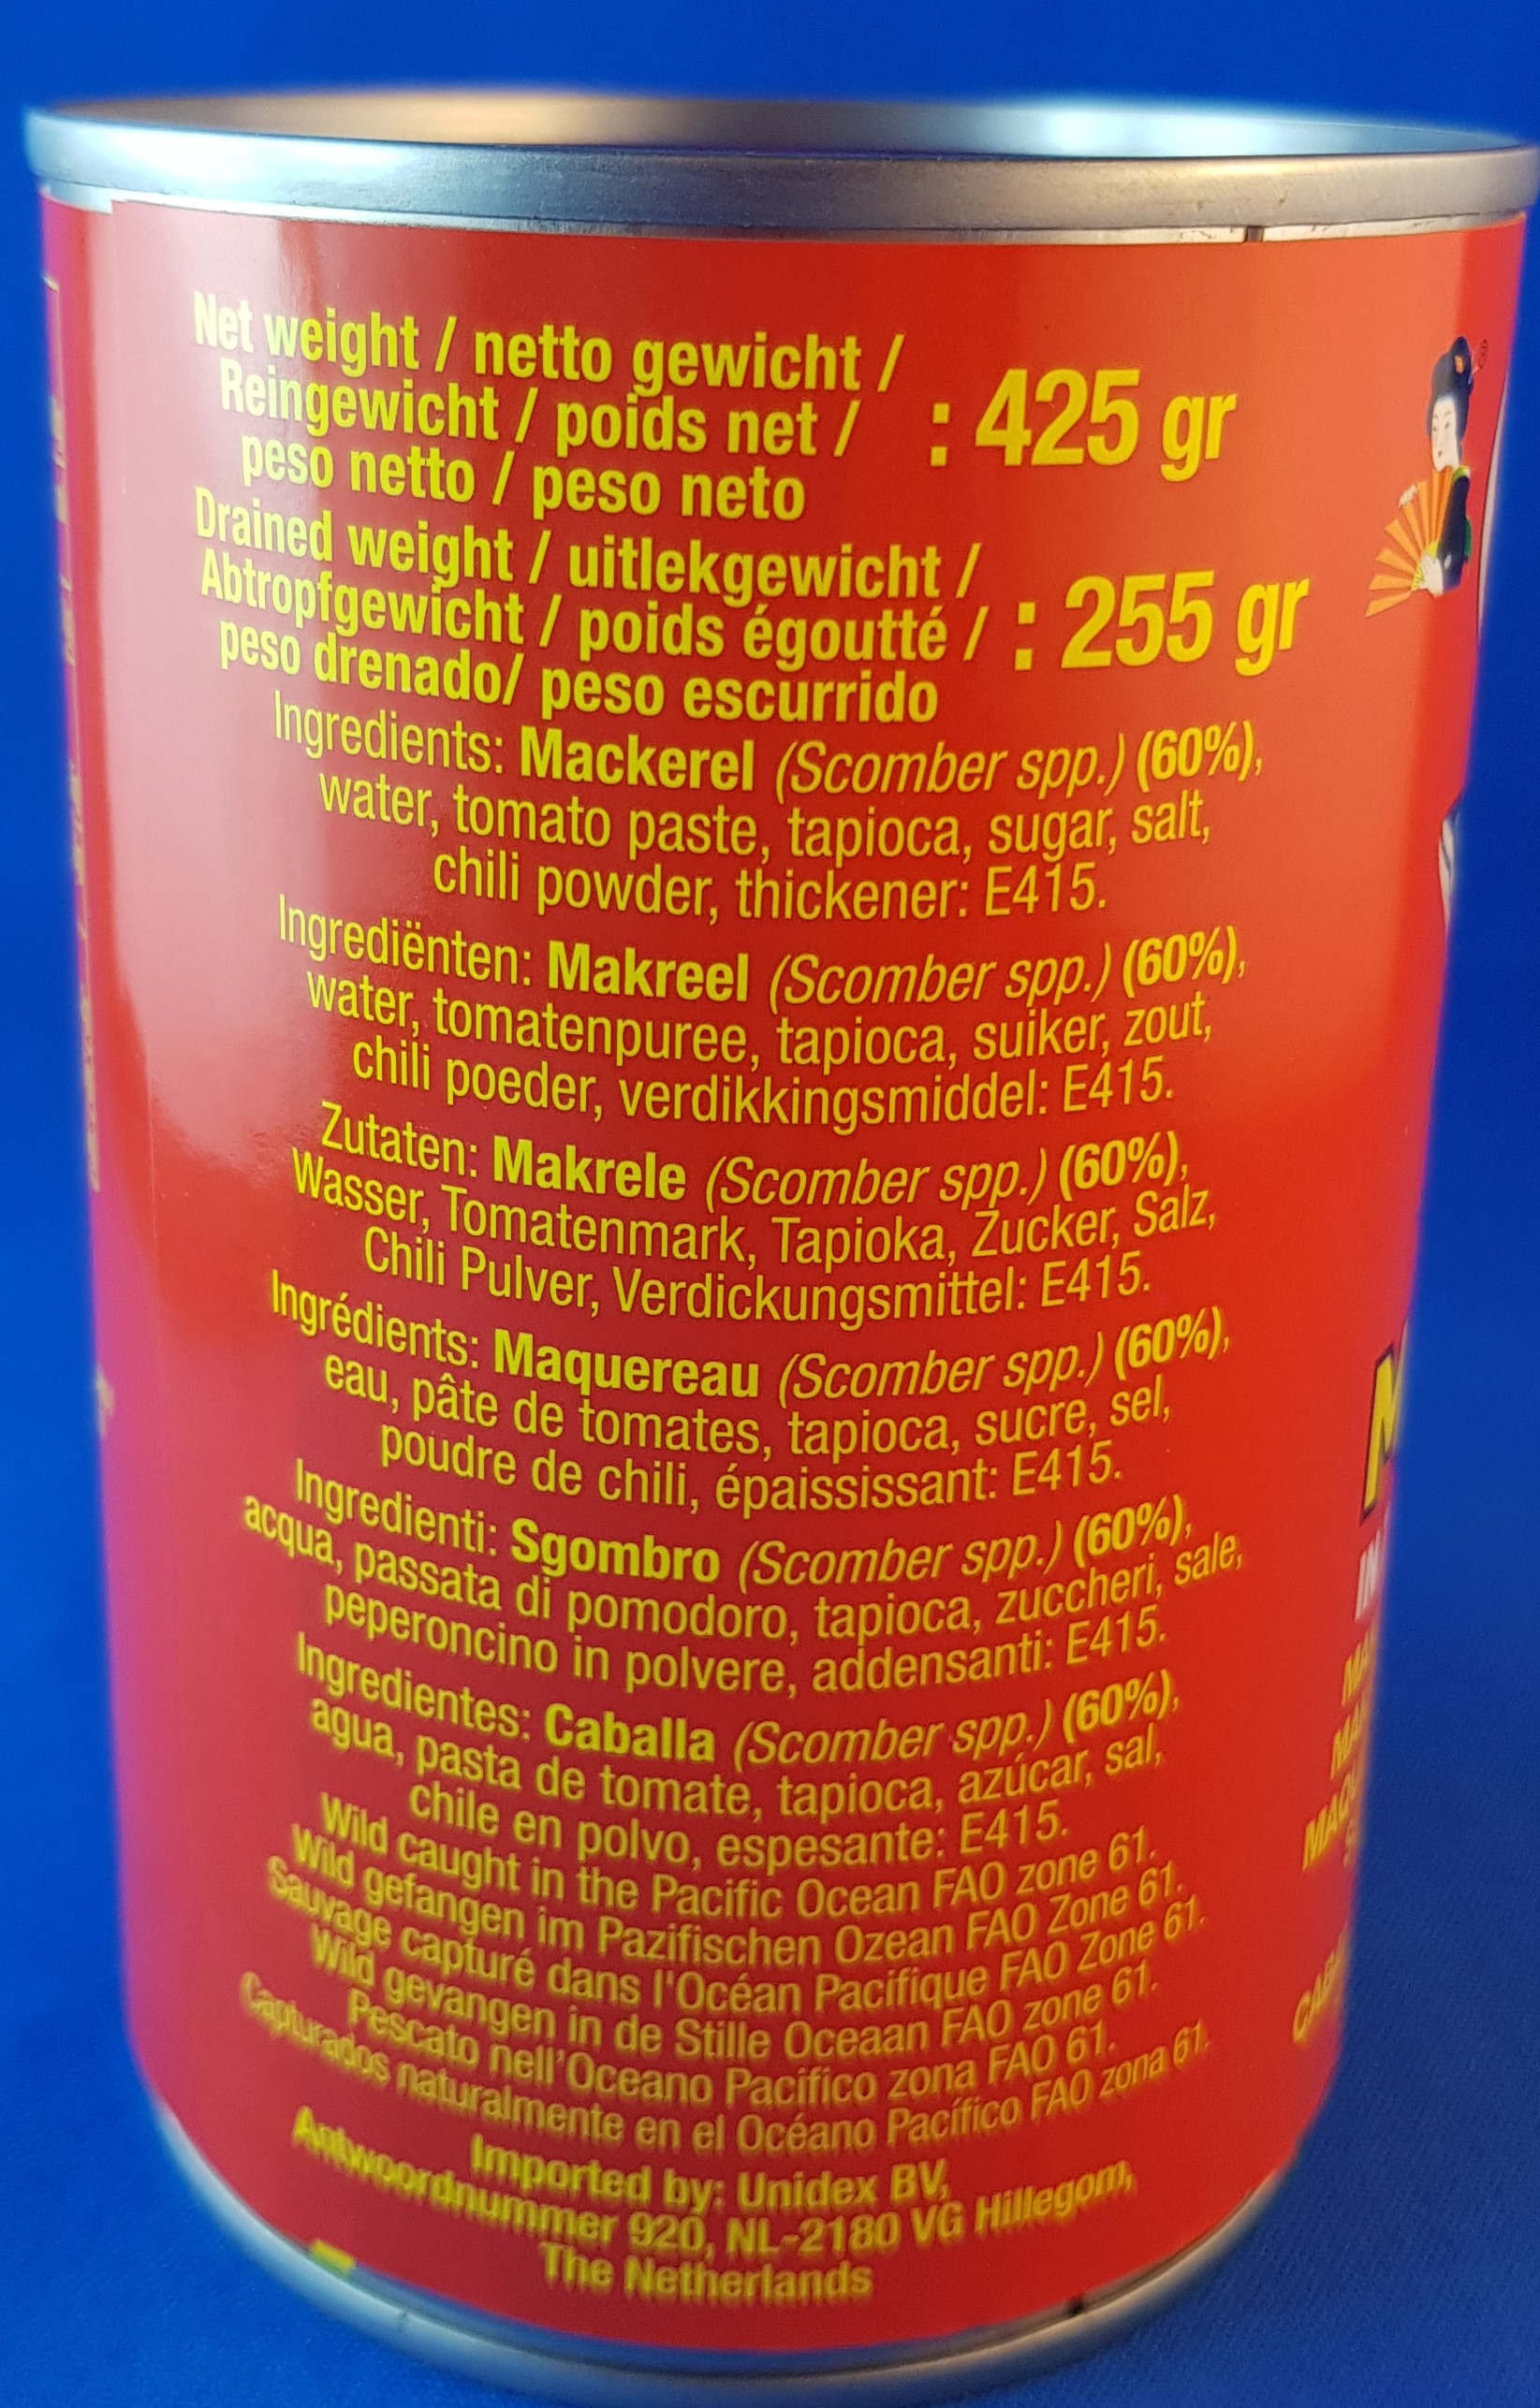 Net weight / netto gewicht /
Reingewicht / poids net /
peso netto / peso neto
: 425 gr
Drained weight / uitlekgewicht /
Abtropfgewicht / poids égoutté /
peso drenado/ peso escurrido
: 255 gr
Ingredients: Mackerel (Scomber spp.) (60%),
water, tomato paste, tapioca, sugar, salt,
chili powder, thickener: E415.
Ingrediënten: Makreel (Scomber spp.) (60%),
water, tomatenpuree, tapioca, suiker, zout,
chili poeder, verdikkingsmiddel: E415.
Zutaten: Makrele (Scomber spp.) (60%),
Wasser, Tomatenmark, Tapioka, Zucker, Salz,
Chili Pulver, Verdickungsmittel: E415.
Ingrédients: Maquereau (Scomber spp.) (60%),
eau, pâte de tomates, tapioca, sucre, sel,
poudre de chili, épaississant: E415.
Ingredienti: Sgombro (Scomber spp.) (60%),
acqua, passata di pomodoro, tapioca, zuccheri, sale,
peperoncino in polvere, addensanti: E415.
Ingredientes: Caballa (Scomber spp.) (60%),
agua, pasta de tomate, tapioca, azúcar, sal,
chile en polvo, espesante: E415.
Wild caught in the Pacific Ocean FAO zone 61.
Wild gefangen im Pazifischen Ozean FAO Zone 61.
Sauvage capturé dans l'Océan Pacifique FAO Zone 61.
Wild gevangen in de Stille Oceaan FAO zone 61.
Pescato nell'Oceano Pacifico zona FAO 61.
Capturados naturalmente en el Océano Pacífico FAO zona 61.
Imported by: Unidex BV,
Antwoordnummer 920, NL-2180 VG Hillegom,
The Netherlands